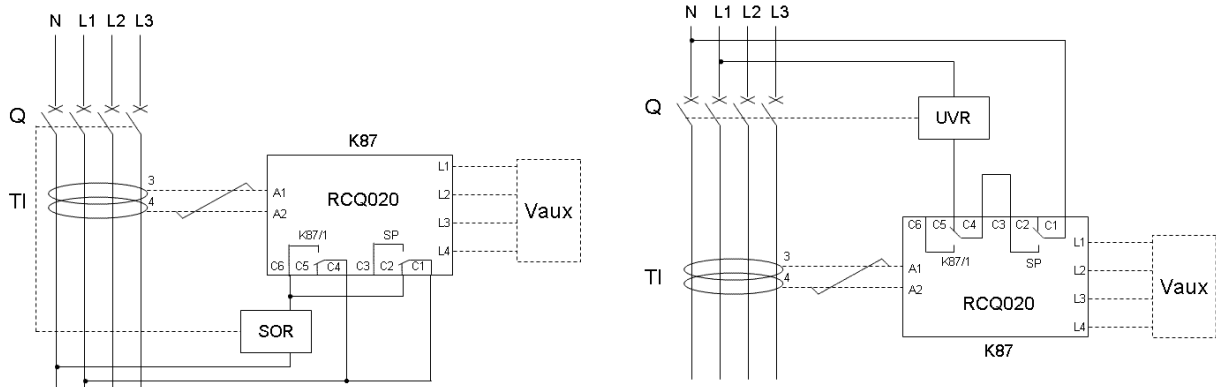 N L1 L2 L3
Q
K87
TI
3
4
A1
A2
RCQ020
L1
L2
L3
L4
Vaux
K87/1
SP
C6 C5 C4 C3 C2 C1
SOR
N L1 L2 L3
Q
UVR
TI
3
4
C6 C5 C4 C3 C2 C1
K87/1
SP
A1
A2
RCQ020
L1
L2
L3
L4
Vaux
K87